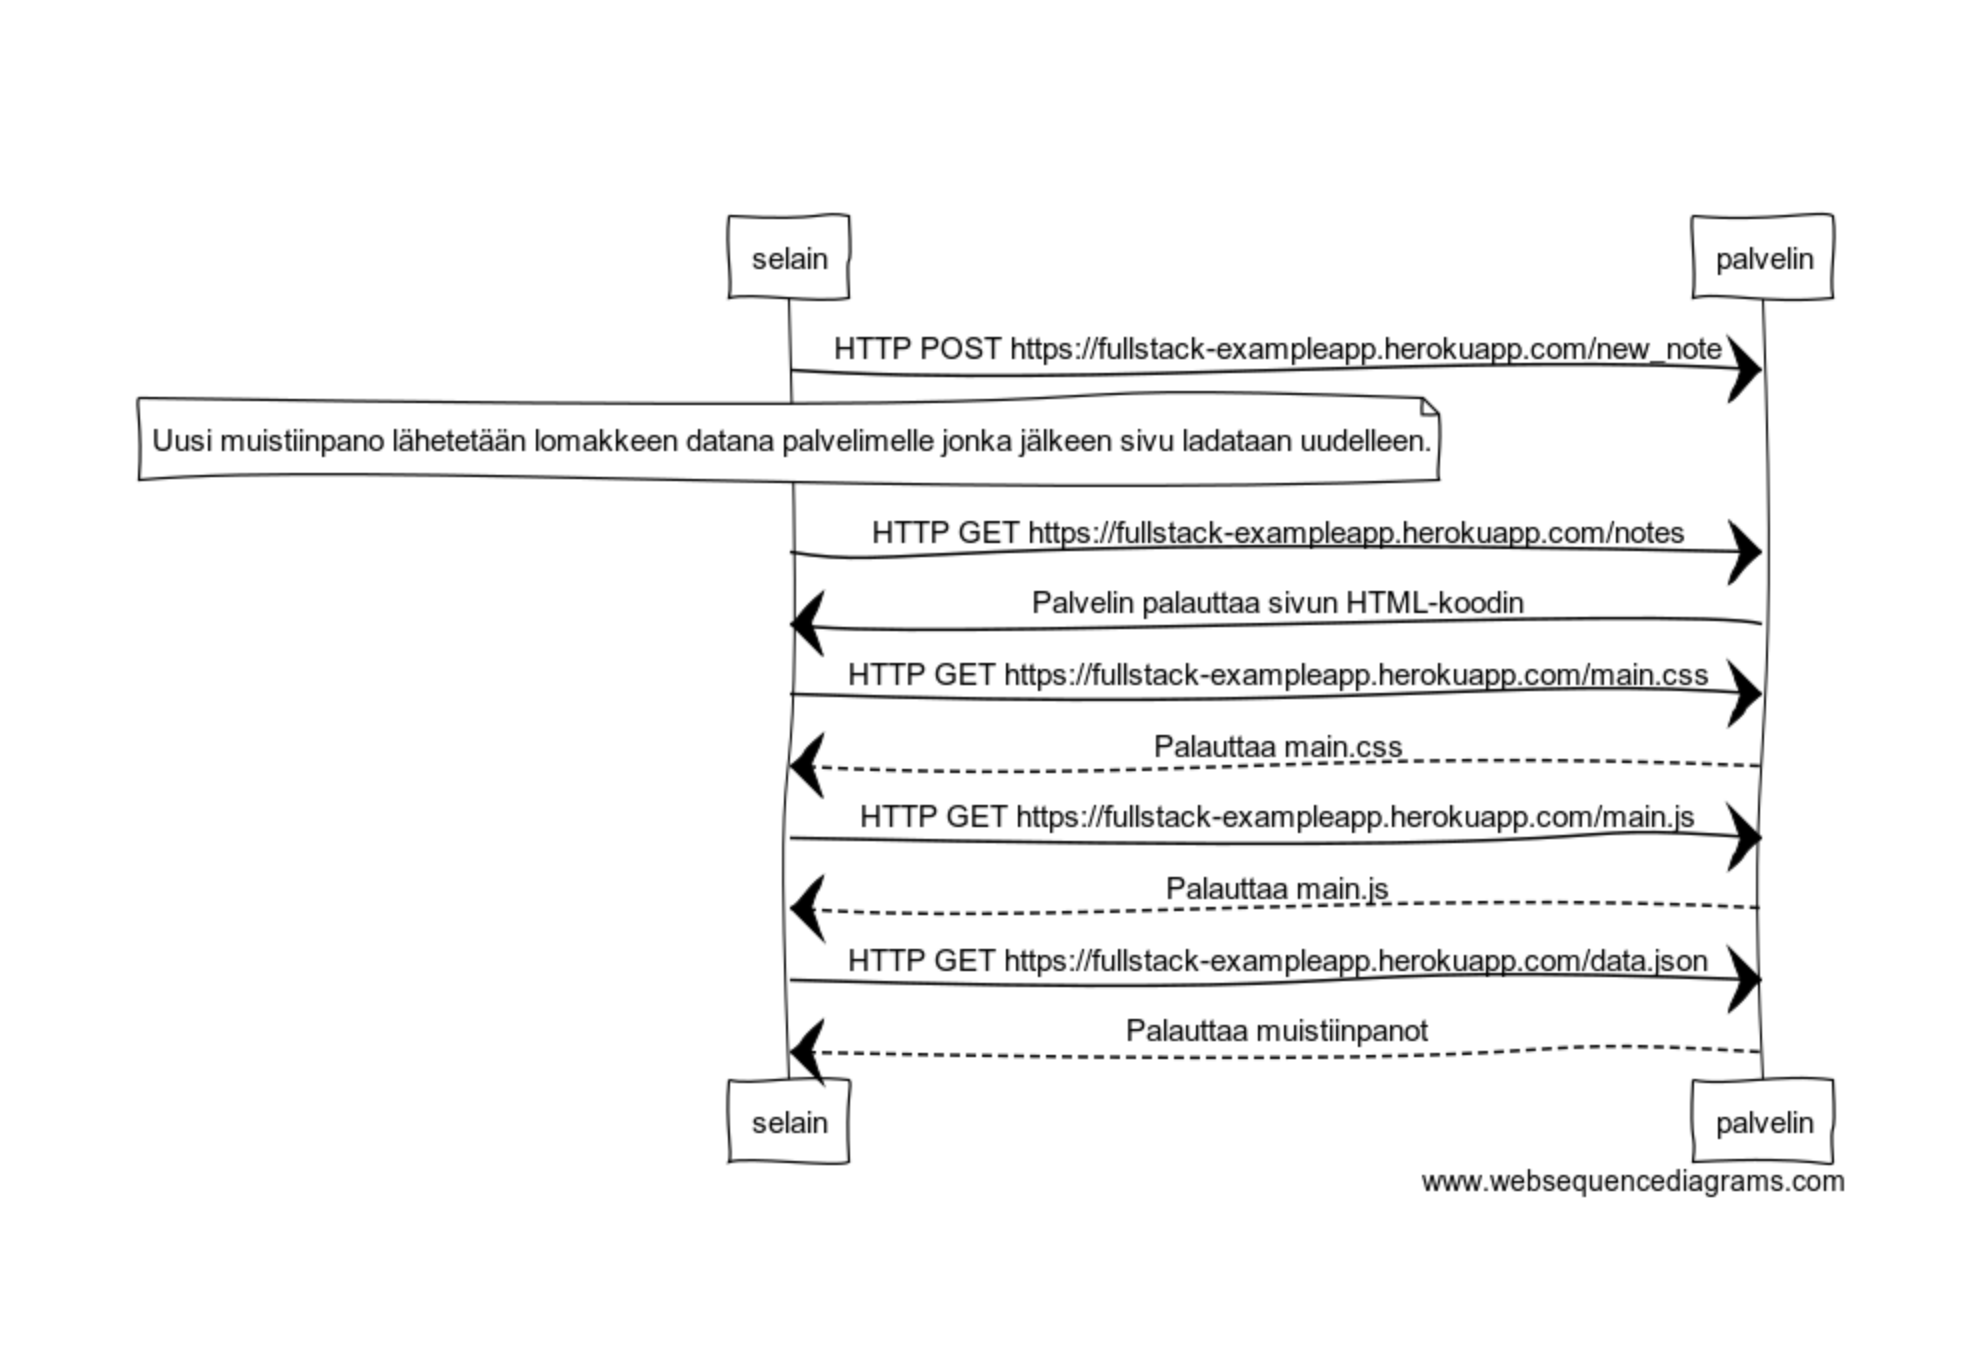 selain
palvelin
HTTP POST https://fullstack-exampleapp.herokuapp.com/new_note
Uusi muistiinpano lähetetään lomakkeen datana palvelimelle jonka jälkeen sivu ladataan uudelleen.
HTTP GET https://fullstack-exampleapp.herokuapp.com/notes
Palvelin palauttaa sivun HTML-koodin
HTTP GET https://fullstack-exampleapp.herokuapp.com/main.css
Palauttaa main.css
HTTP GET https://fullstack-exampleapp.herokuapp.com/main.js
Palauttaa main.js
HTTP GET https://fullstack-exampleapp.herokuapp.com/data.json
Palauttaa muistiinpanot
selain
palvelin
www.websequencediagrams.com